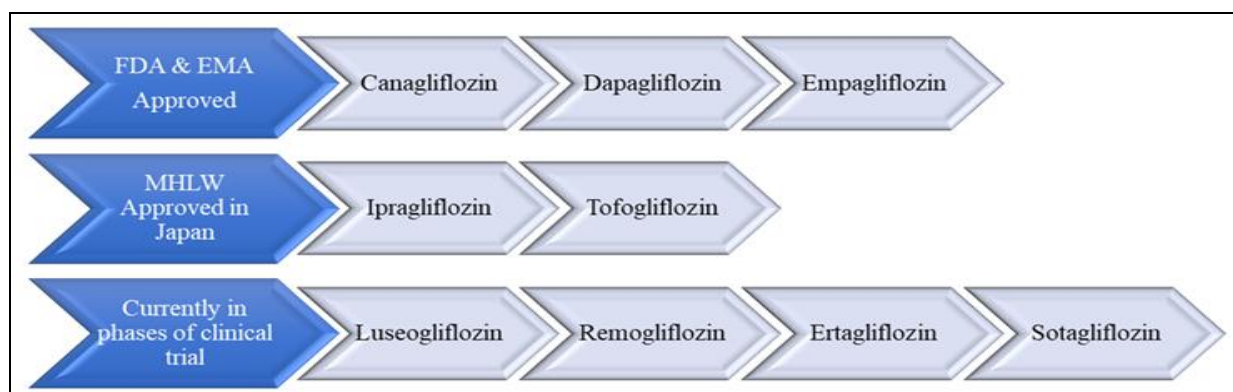 FDA & EMA
Approved
Canagliflozin
Dapagliflozin
Empagliflozin
MHLW
Approved in
Japan
Ipragliflozin
Tofogliflozin
Currently in
phases of clinical
trial
Luseogliflozin
Remogliflozin
Ertagliflozin
Sotagliflozin